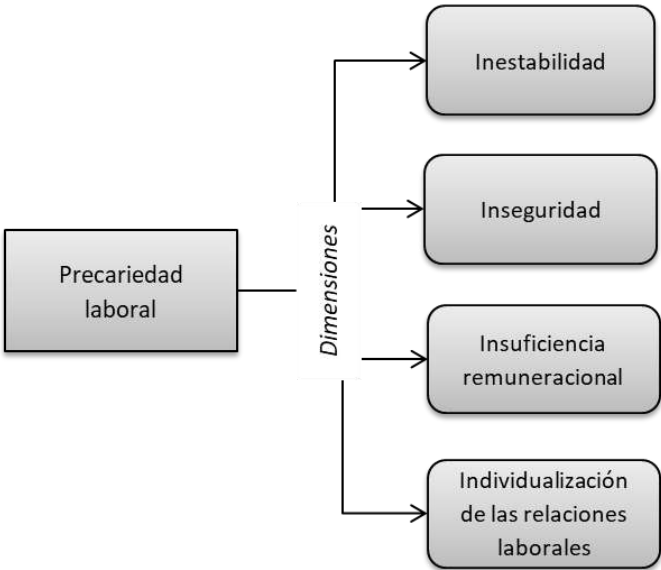 Precariedad
laboral
Dimensiones
Inestabilidad
Inseguridad
Insuficiencia
remuneracional
Individualización
de las relaciones
laborales